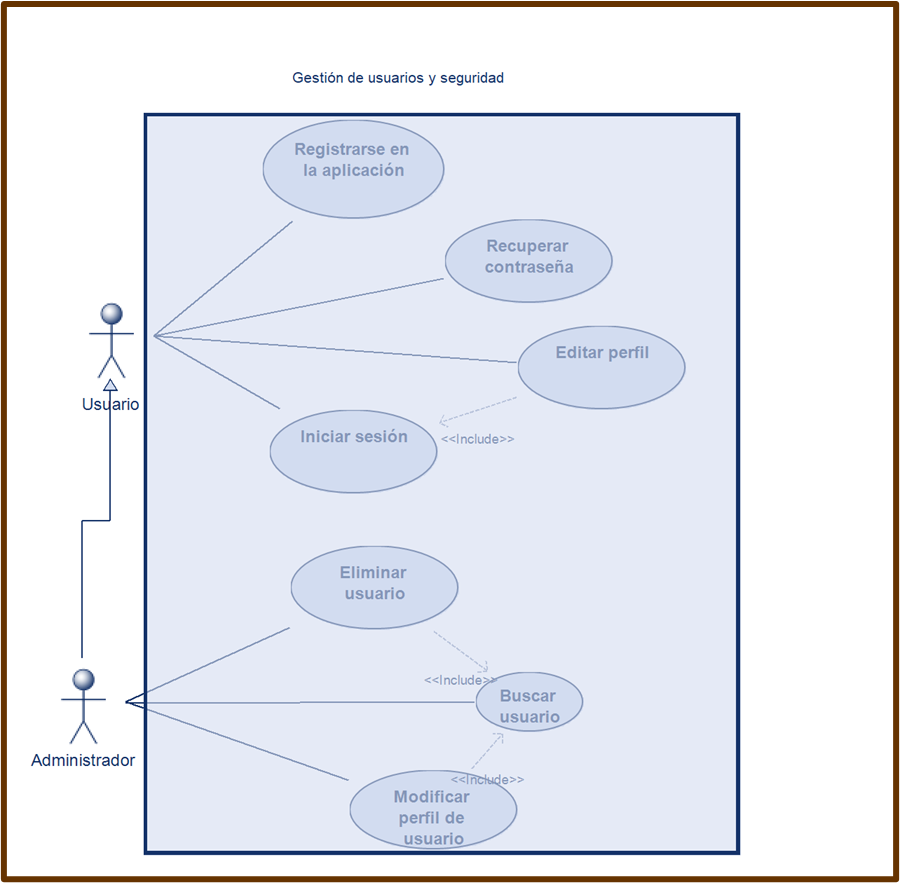 Gestión de usuarios y seguridad
Registrarse en
la aplicación
Recuperar
contraseña
Editar perfil
Usuario
Iniciar sesión
<<Include>>
Eliminar
usuario
<<Include>>
Buscar
usuario
Administrador
<<Include>>
Modificar
perfil de
usuario